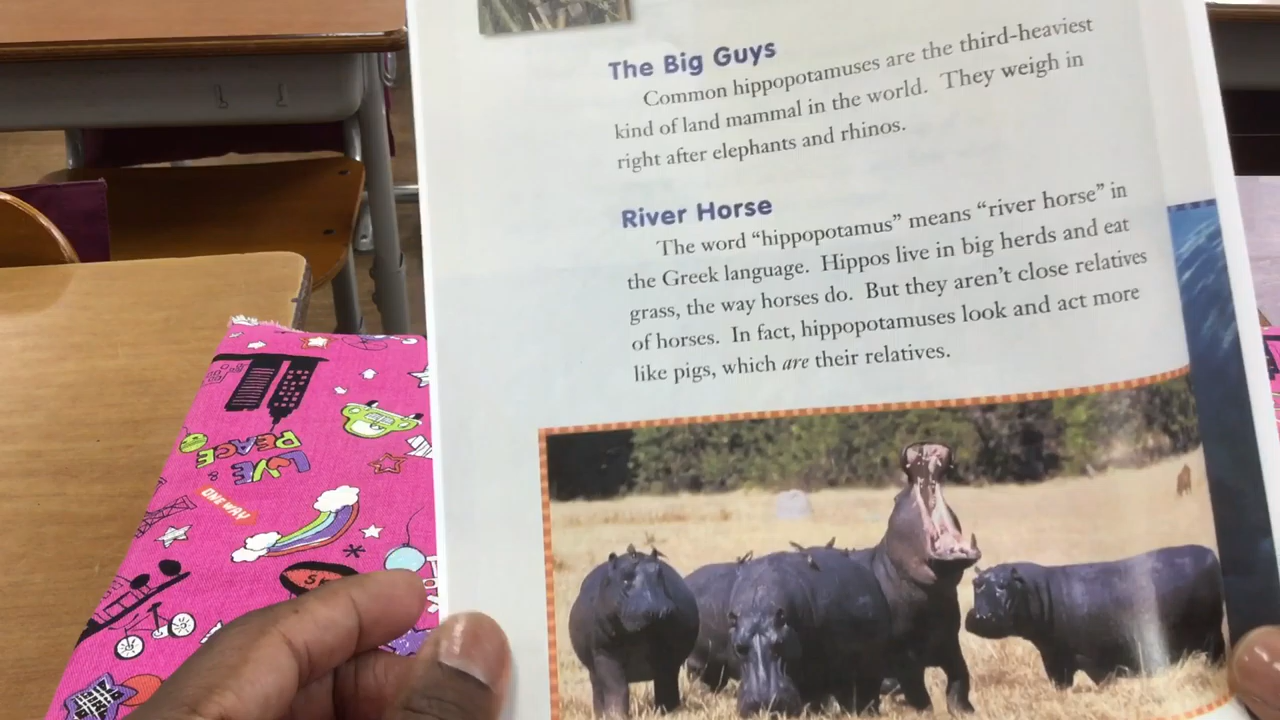 The Big Guys
Common hippopotamuses are the third-heaviest
kind of land mammal in the world. They weigh in
right after elephants and rhinos.
River Horse
The word “hippopotamus” means “river horse” in
the Greek language. Hippos live in big herds and eat
grass, the way horses do. But they aren’t close relatives
of horses. In fact, hippopotamuses look and act more
like pigs, which are their relatives.
PEACE
&
LOVE
ONE WAY